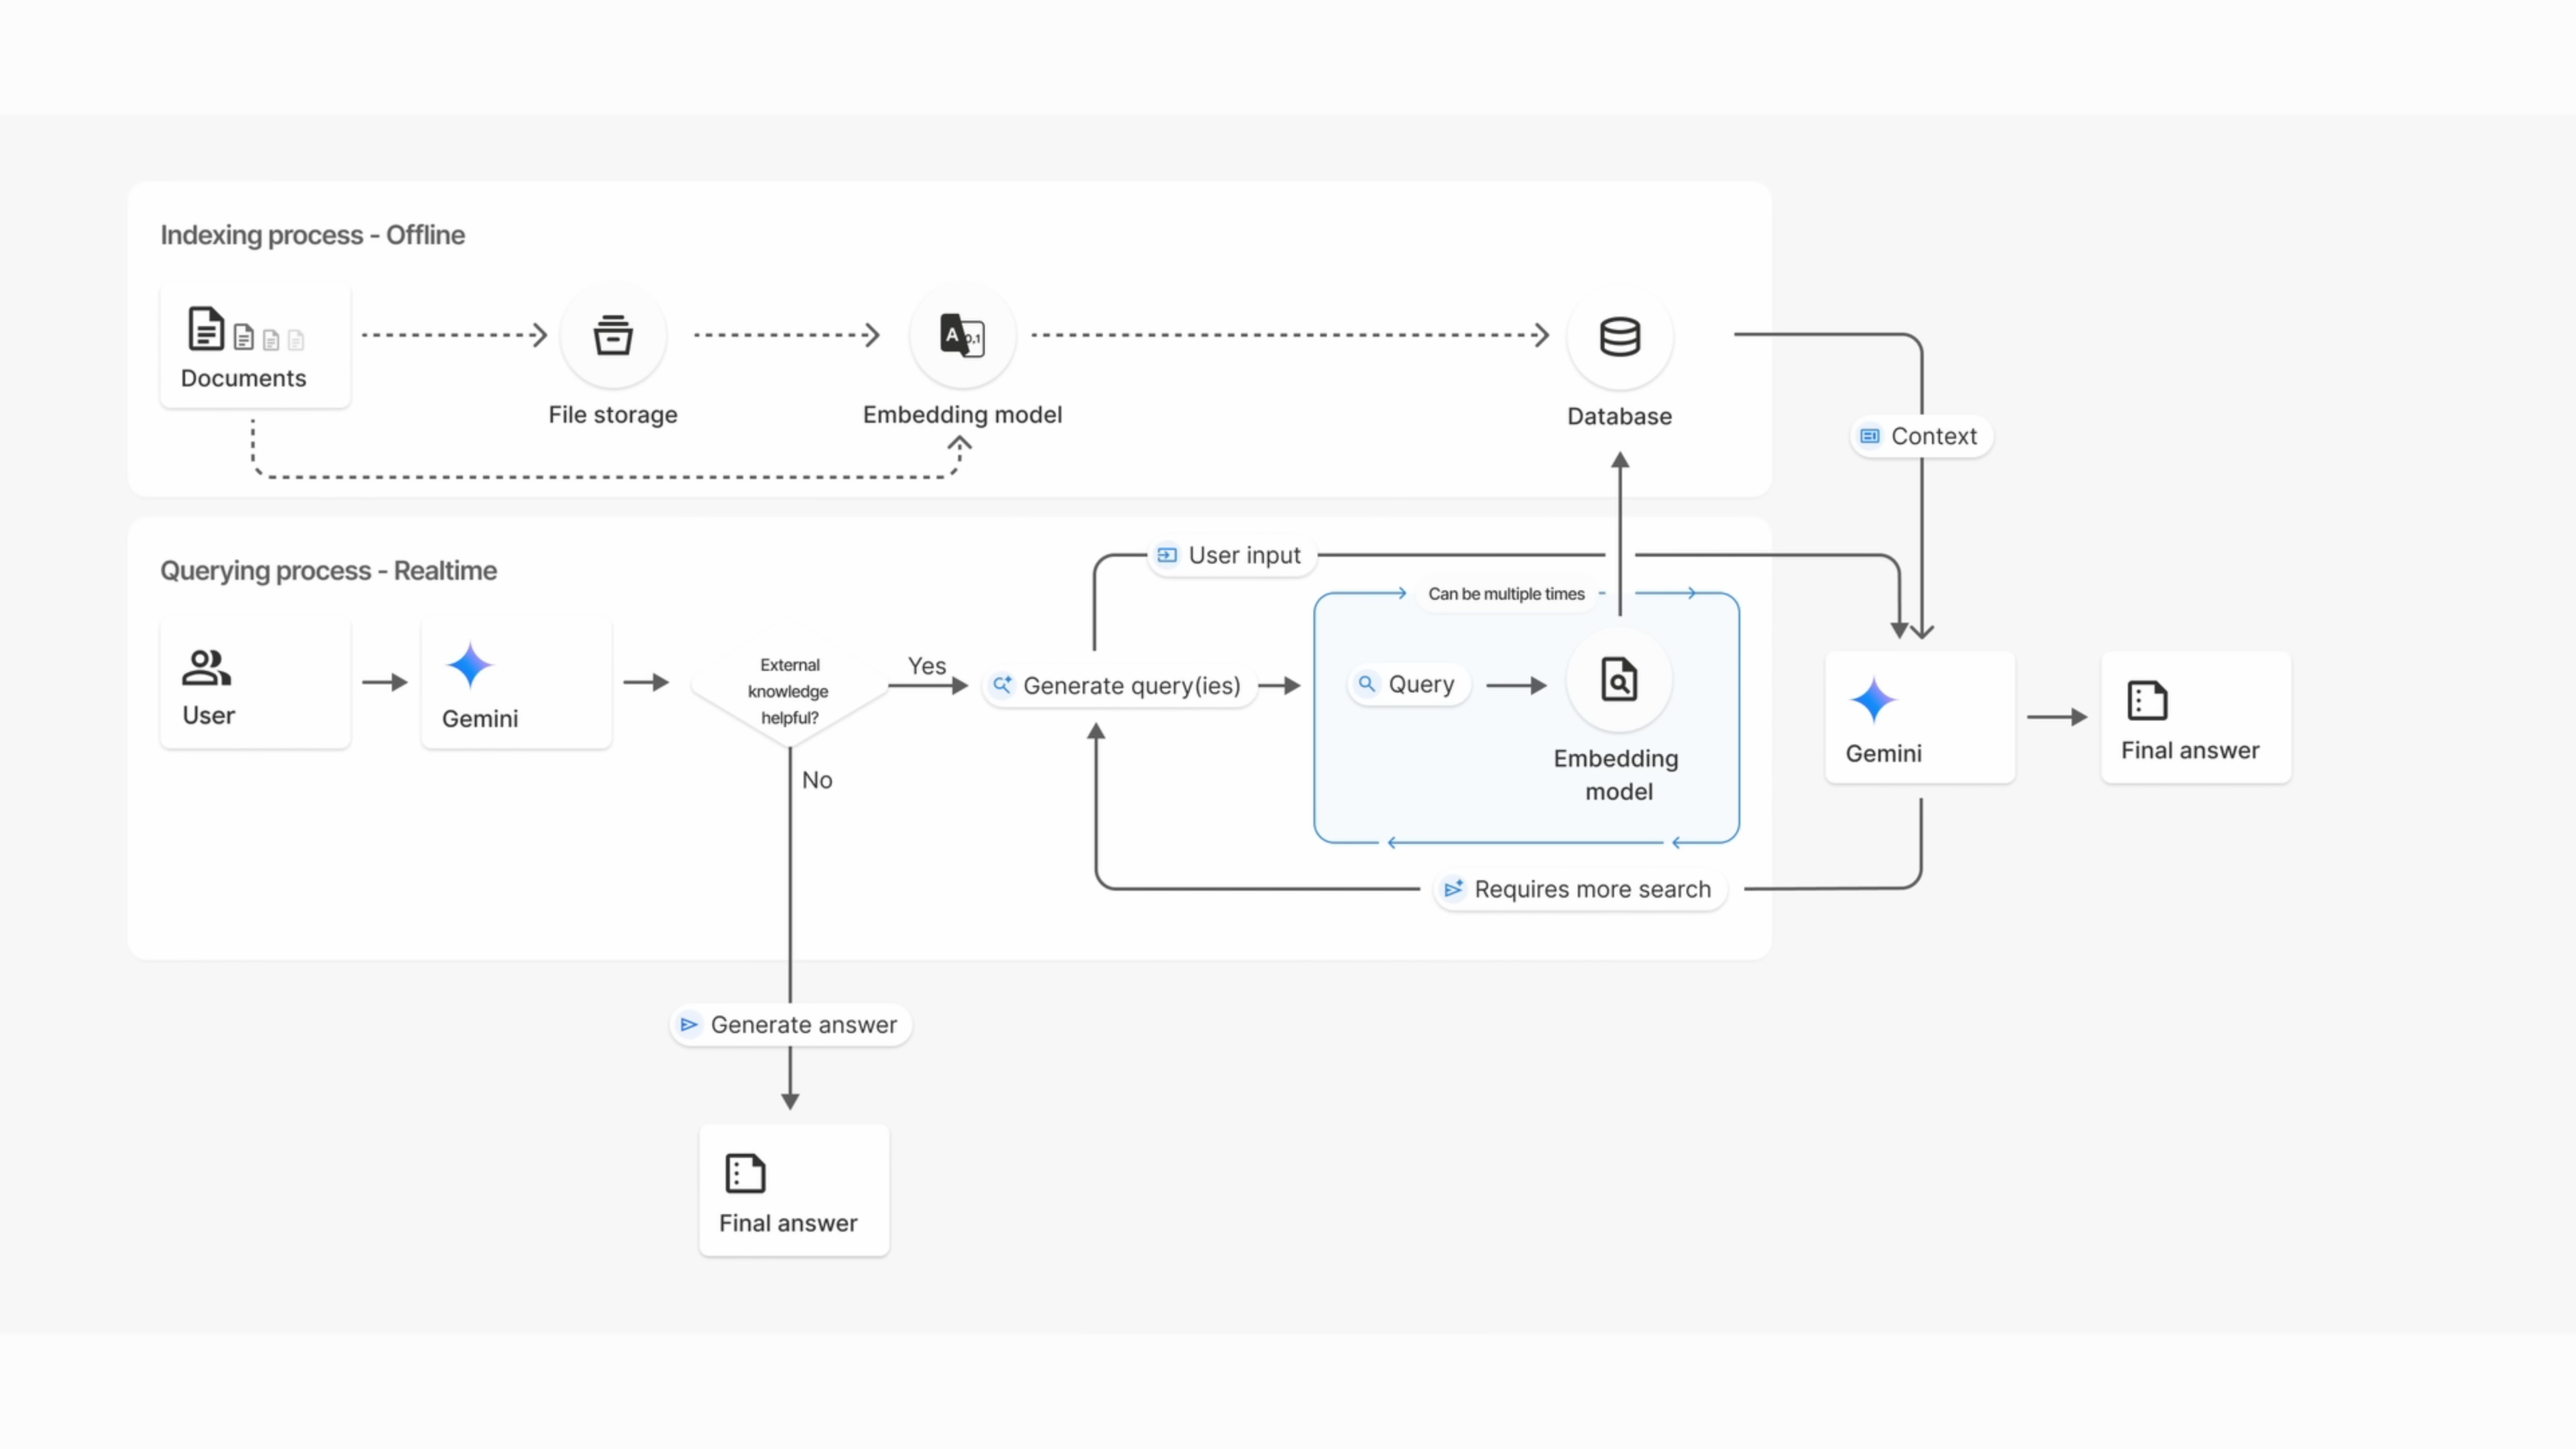 Indexing process - Offline
Documents
File storage
Embedding model
A
0,1
Database
Context
Querying process - Realtime
User input
Can be multiple times
User
Gemini
External
knowledge
helpful?
Yes
No
Generate query(ies)
Query
Embedding
model
Gemini
Final answer
Requires more search
Generate answer
Final answer